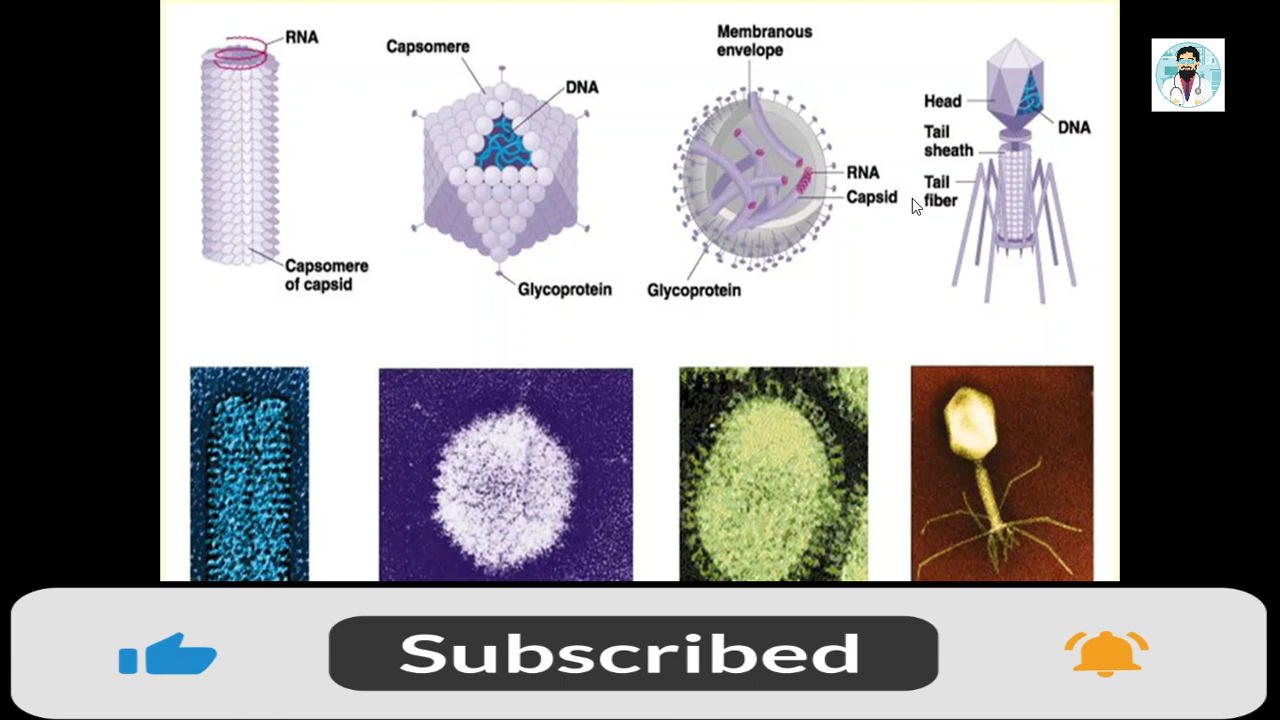 RNA
Capsomere
of capsid
Capsomere
DNA
Glycoprotein
Membranous
envelope
RNA
Capsid
Glycoprotein
Head
DNA
Tail
sheath
Tail
fiber
Subscribed